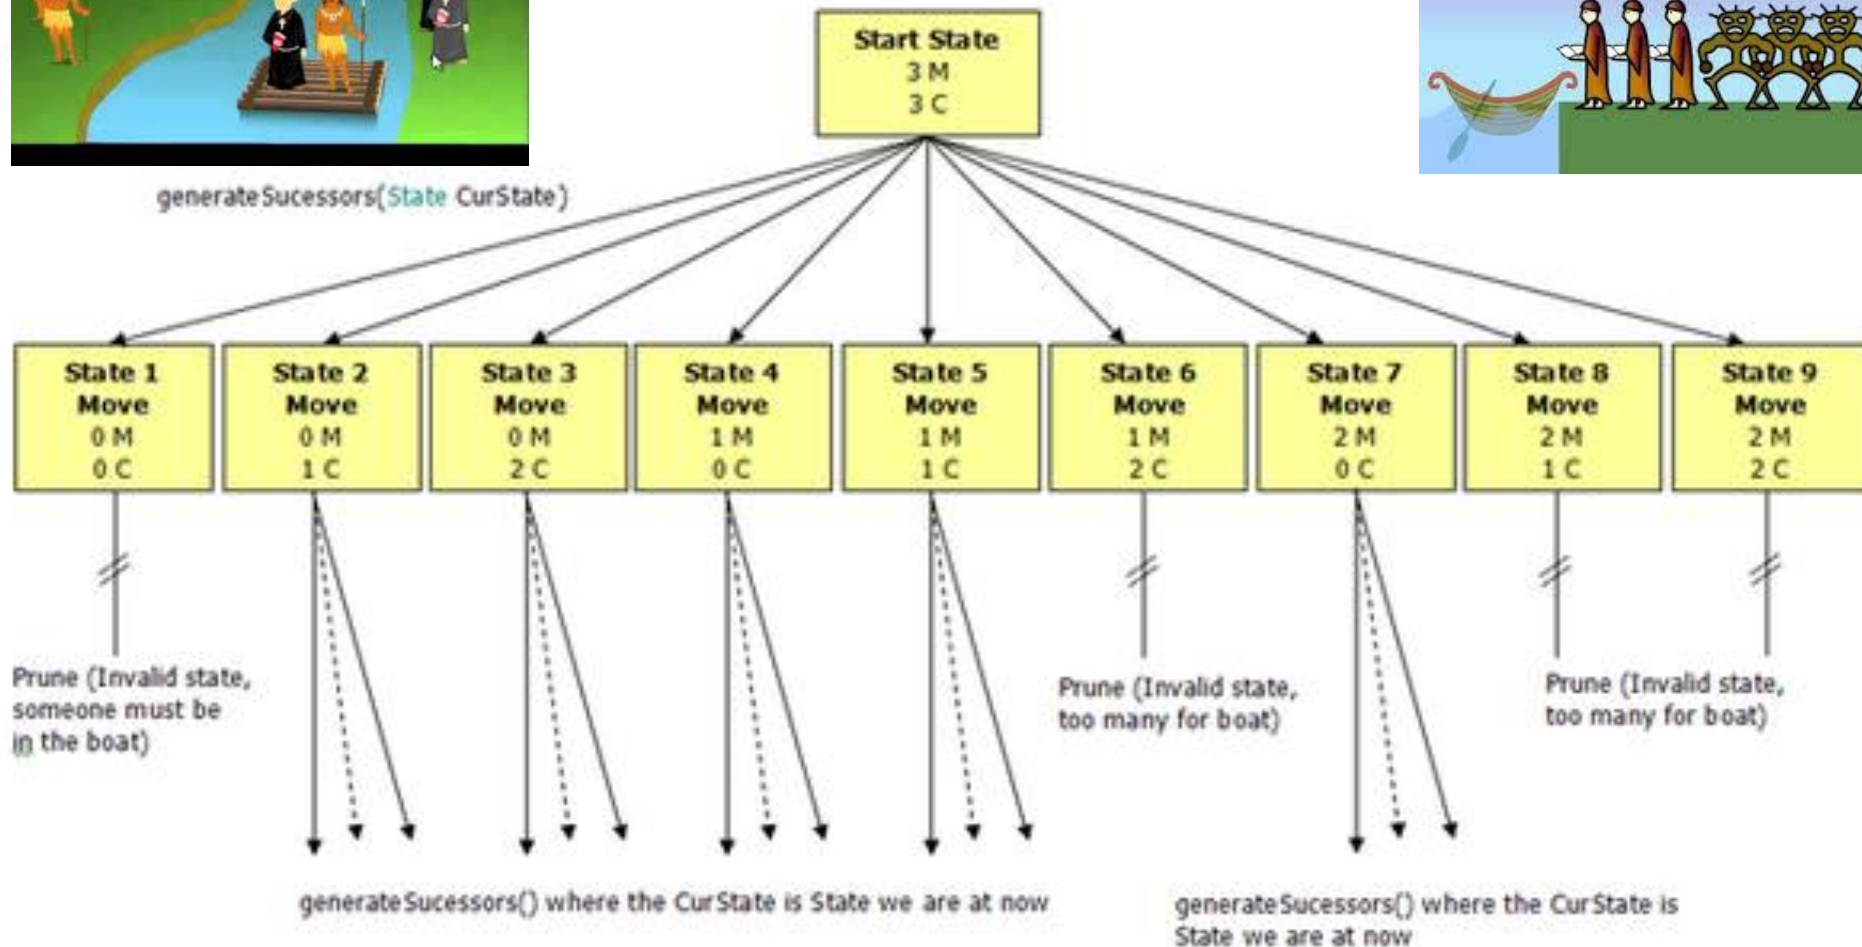 Start State
3 M
3 C
generateSucessors(State CurState)
State 1
Move
0 M
0 C
State 2
Move
0 M
1 C
State 3
Move
0 M
2 C
State 4
Move
1 M
0 C
State 5
Move
1 M
1 C
State 6
Move
1 M
2 C
State 7
Move
2 M
0 C
State 8
Move
2 M
1 C
State 9
Move
2 M
2 C
Prune (Invalid state,
someone must be
in the boat)
Prune (Invalid state,
too many for boat)
Prune (Invalid state,
too many for boat)
generateSucessors() where the CurState is State we are at now
generateSucessors() where the CurState is
State we are at now